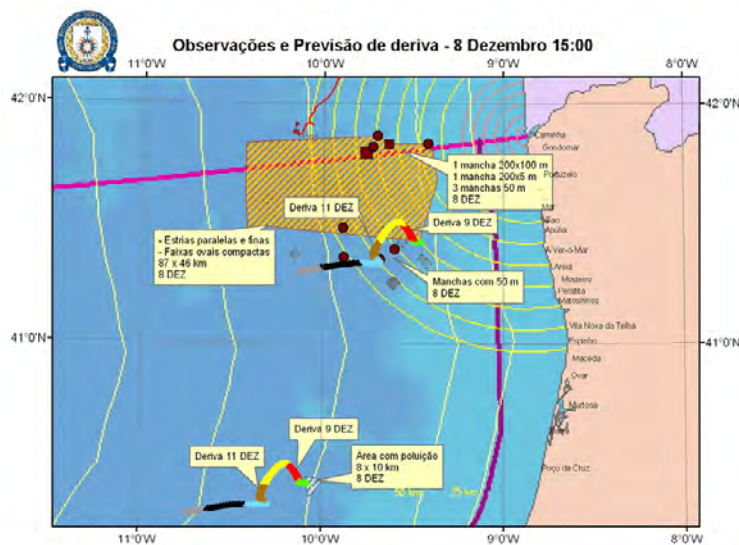 Observações e Previsão de deriva - 8 Dezembro 15:00
11°0'W
10°0'W
9°0'W
8°0'W
42°0'N
42°0'N
Caminha
Gondomar
1 mancha 200x100 m
1 mancha 200x5 m
3 manchas 50 m
8 DEZ
Portuzelo
Deriva 11 DEZ
Deriva 9 DEZ
Mar
Fao
Apulia
- Estrias paralelas e finas
- Faixas ovais compactas
87 x 46 km
8 DEZ
A-Ver-o-Mar
Areia
Manchas com 50 m
8 DEZ
Mosteiro
Perafita
Matosinhos
Vila Nova da Telha
41°0'N
41°0'N
Espinho
Maceda
Ovar
Murtosa
Deriva 9 DEZ
Deriva 11 DEZ
Área com poluição
8 x 10 km
8 DEZ
Poço da Cruz
50 km
25 km
11°0'W
10°0'W
9°0'W
8°0'W